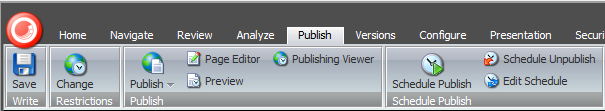 Home Navigate Review Analyze Publish Versions Configure Presentation Securi
Page Editor Publishing Viewer Schedule Unpublish
Save Change Publish Preview Schedule Publish Edit Schedule
Write Restrictions Publish Schedule Publish